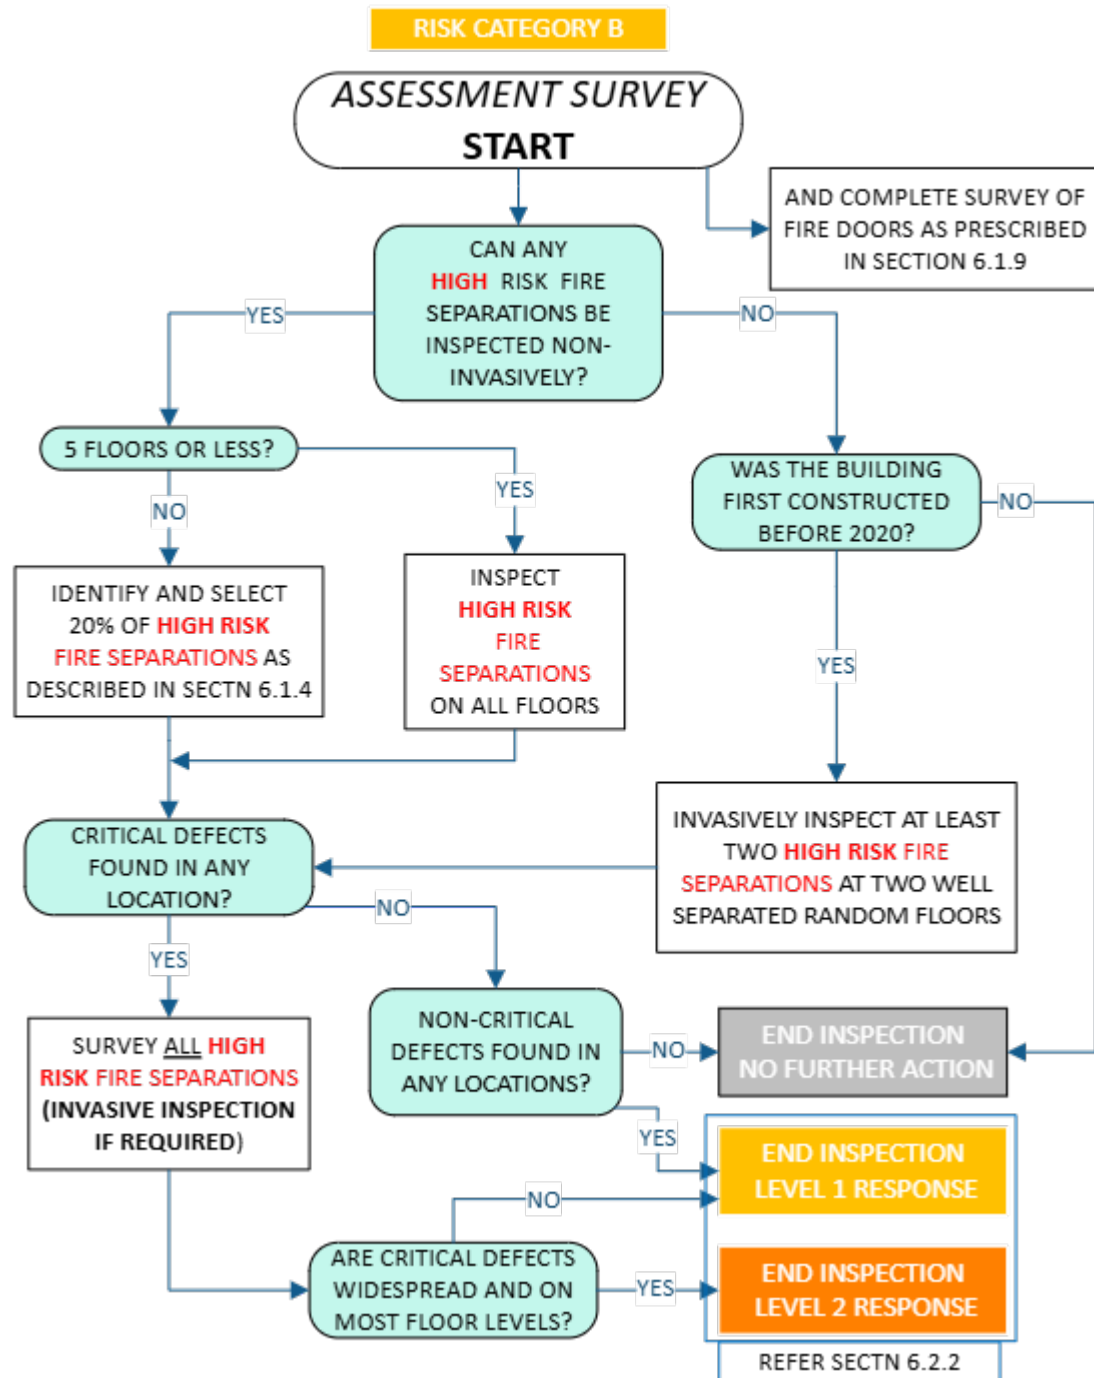 RISK CATEGORY B
ASSESSMENT SURVEY
START
AND COMPLETE SURVEY OF
FIRE DOORS AS PRESCRIBED
IN SECTION 6.1.9
CAN ANY
HIGH RISK FIRE
SEPARATIONS BE
INSPECTED NON-
INVASIVELY?
YES
NO
5 FLOORS OR LESS?
YES
NO
WAS THE BUILDING
FIRST CONSTRUCTED
BEFORE 2020?
NO
YES
IDENTIFY AND SELECT
20% OF HIGH RISK
FIRE SEPARATIONS AS
DESCRIBED IN SECTN 6.1.4
INSPECT
HIGH RISK
FIRE
SEPARATIONS
ON ALL FLOORS
INVASIVELY INSPECT AT LEAST
TWO HIGH RISK FIRE
SEPARATIONS AT TWO WELL
SEPARATED RANDOM FLOORS
CRITICAL DEFECTS
FOUND IN ANY
LOCATION?
NO
YES
NON-CRITICAL
DEFECTS FOUND IN
ANY LOCATIONS?
NO
YES
END INSPECTION
NO FURTHER ACTION
SURVEY ALL HIGH
RISK FIRE SEPARATIONS
(INVASIVE INSPECTION
IF REQUIRED)
END INSPECTION
LEVEL 1 RESPONSE
NO
ARE CRITICAL DEFECTS
WIDESPREAD AND ON
MOST FLOOR LEVELS?
YES
END INSPECTION
LEVEL 2 RESPONSE
REFER SECTN 6.2.2